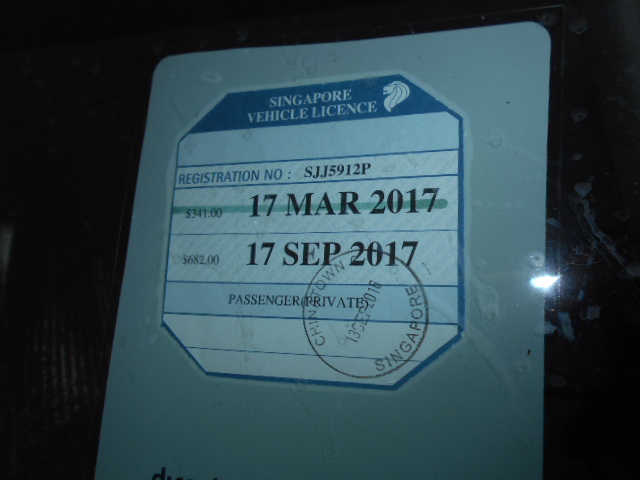 SINGAPORE
VEHICLE LICENCE
REGISTRATION NO : SJJ5912P
$341.00 17 MAR 2017
$682.00 17 SEP 2017
PASSENGER(PRIVATE)
CHINATOWN
SINGAPORE